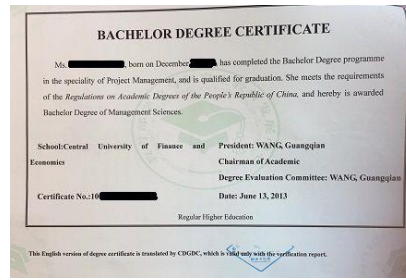 BACHELOR DEGREE CERTIFICATE
Ms. , born on December , has completed the Bachelor Degree programme
in the speciality of Project Management, and is qualified for graduation. She meets the requirements
of the Regulations on Academic Degrees of the People's Republic of China, and hereby is awarded
Bachelor Degree of Management Sciences.
School:Central University of Finance and
Economics
President: WANG, Guangqian
Chairman of Academic
Degree Evaluation Committee: WANG, Guangqian
Certificate No.:10
Date: June 13, 2013
Regular Higher Education
This English version of degree certificate is translated by CDGDC, which is valid only with the verification report.